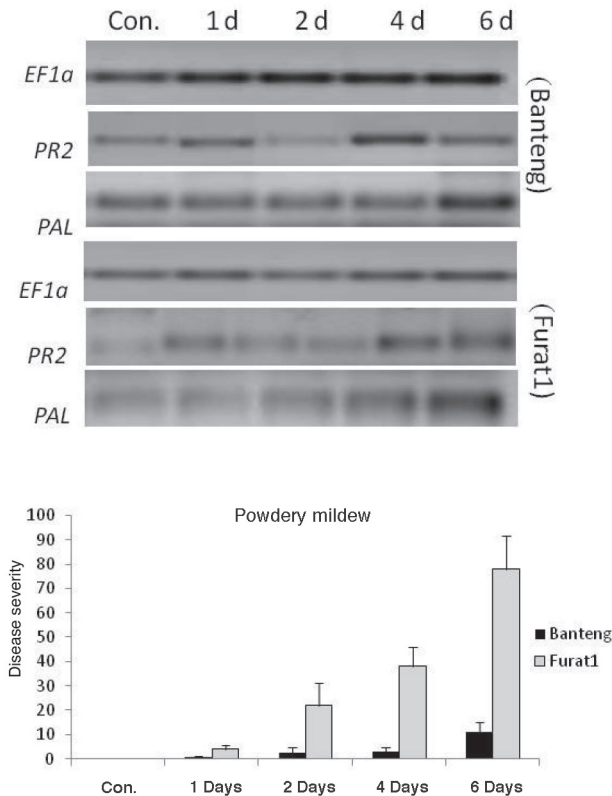 Con. 1 d 2 d 4 d 6 d
EF1a
PR2
PAL
(Banteng)
EF1a
PR2
PAL
(Furat1)
Powdery mildew
Disease severity
100
90
80
70
60
50
40
30
20
10
0
Con. 1 Days 2 Days 4 Days 6 Days
Banteng
Furat1